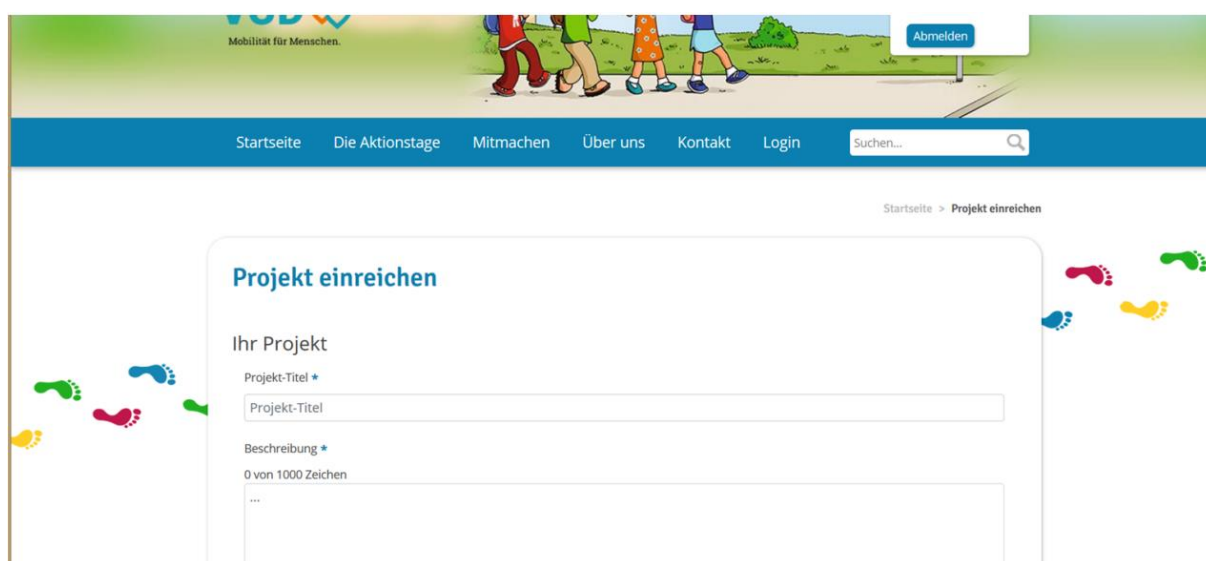 VCD
Mobilität für Menschen.
Abmelden
Startseite Die Aktionstage Mitmachen Über uns Kontakt Login Suchen...
Startseite > Projekt einreichen
Projekt einreichen
Ihr Projekt
Projekt-Titel *
Projekt-Titel
Beschreibung *
0 von 1000 Zeichen
...